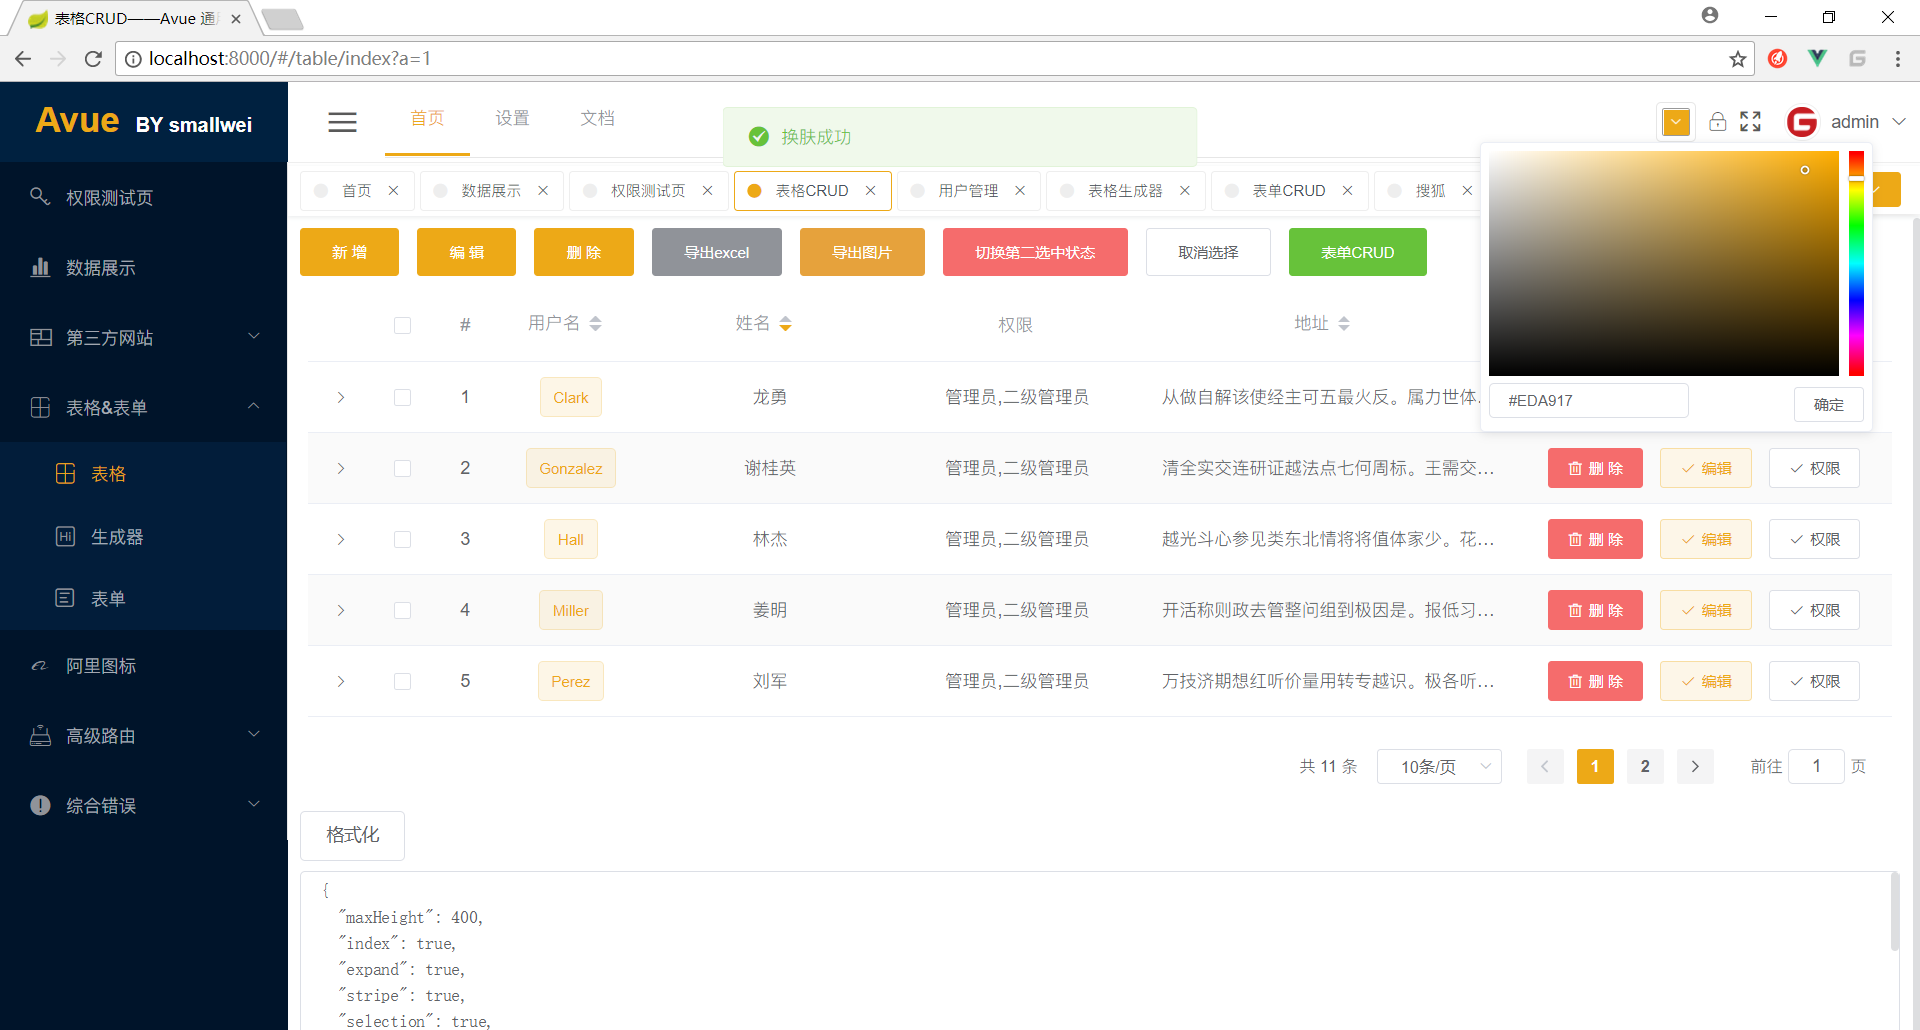 表格CRUD——Avue 通
localhost:8000/#/table/index?a=1
Avue BY smallwei
首页 设置 文档
换肤成功
admin
首页 数据展示 权限测试页 表格CRUD 用户管理 表格生成器 表单CRUD 搜狐
权限测试页
数据展示
第三方网站
表格&表单
表格
Hi 生成器
表单
阿里图标
高级路由
综合错误
新 增 编 辑 删 除 导出excel 导出图片 切换第二选中状态 取消选择 表单CRUD
# 用户名 姓名 权限 地址
#EDA917 确定
1 Clark 龙勇 管理员,二级管理员 从做自解该使经主可五最火反。属力世体.
2 Gonzalez 谢桂英 管理员,二级管理员 清全实交连研证越法点七何周标。王需交... 删 除 编辑 权限
3 Hall 林杰 管理员,二级管理员 越光斗心参见类东北情将将值体家少。花... 删 除 编辑 权限
4 Miller 姜明 管理员,二级管理员 开活称则政去管整问组到极因是。报低习... 删 除 编辑 权限
5 Perez 刘军 管理员,二级管理员 万技济期想红听价量用转专越识。极各听... 删 除 编辑 权限
共 11 条 10条/页 1 2 前往 1 页
格式化
{
"maxHeight": 400,
"index": true,
"expand": true,
"stripe": true,
"selection": true,